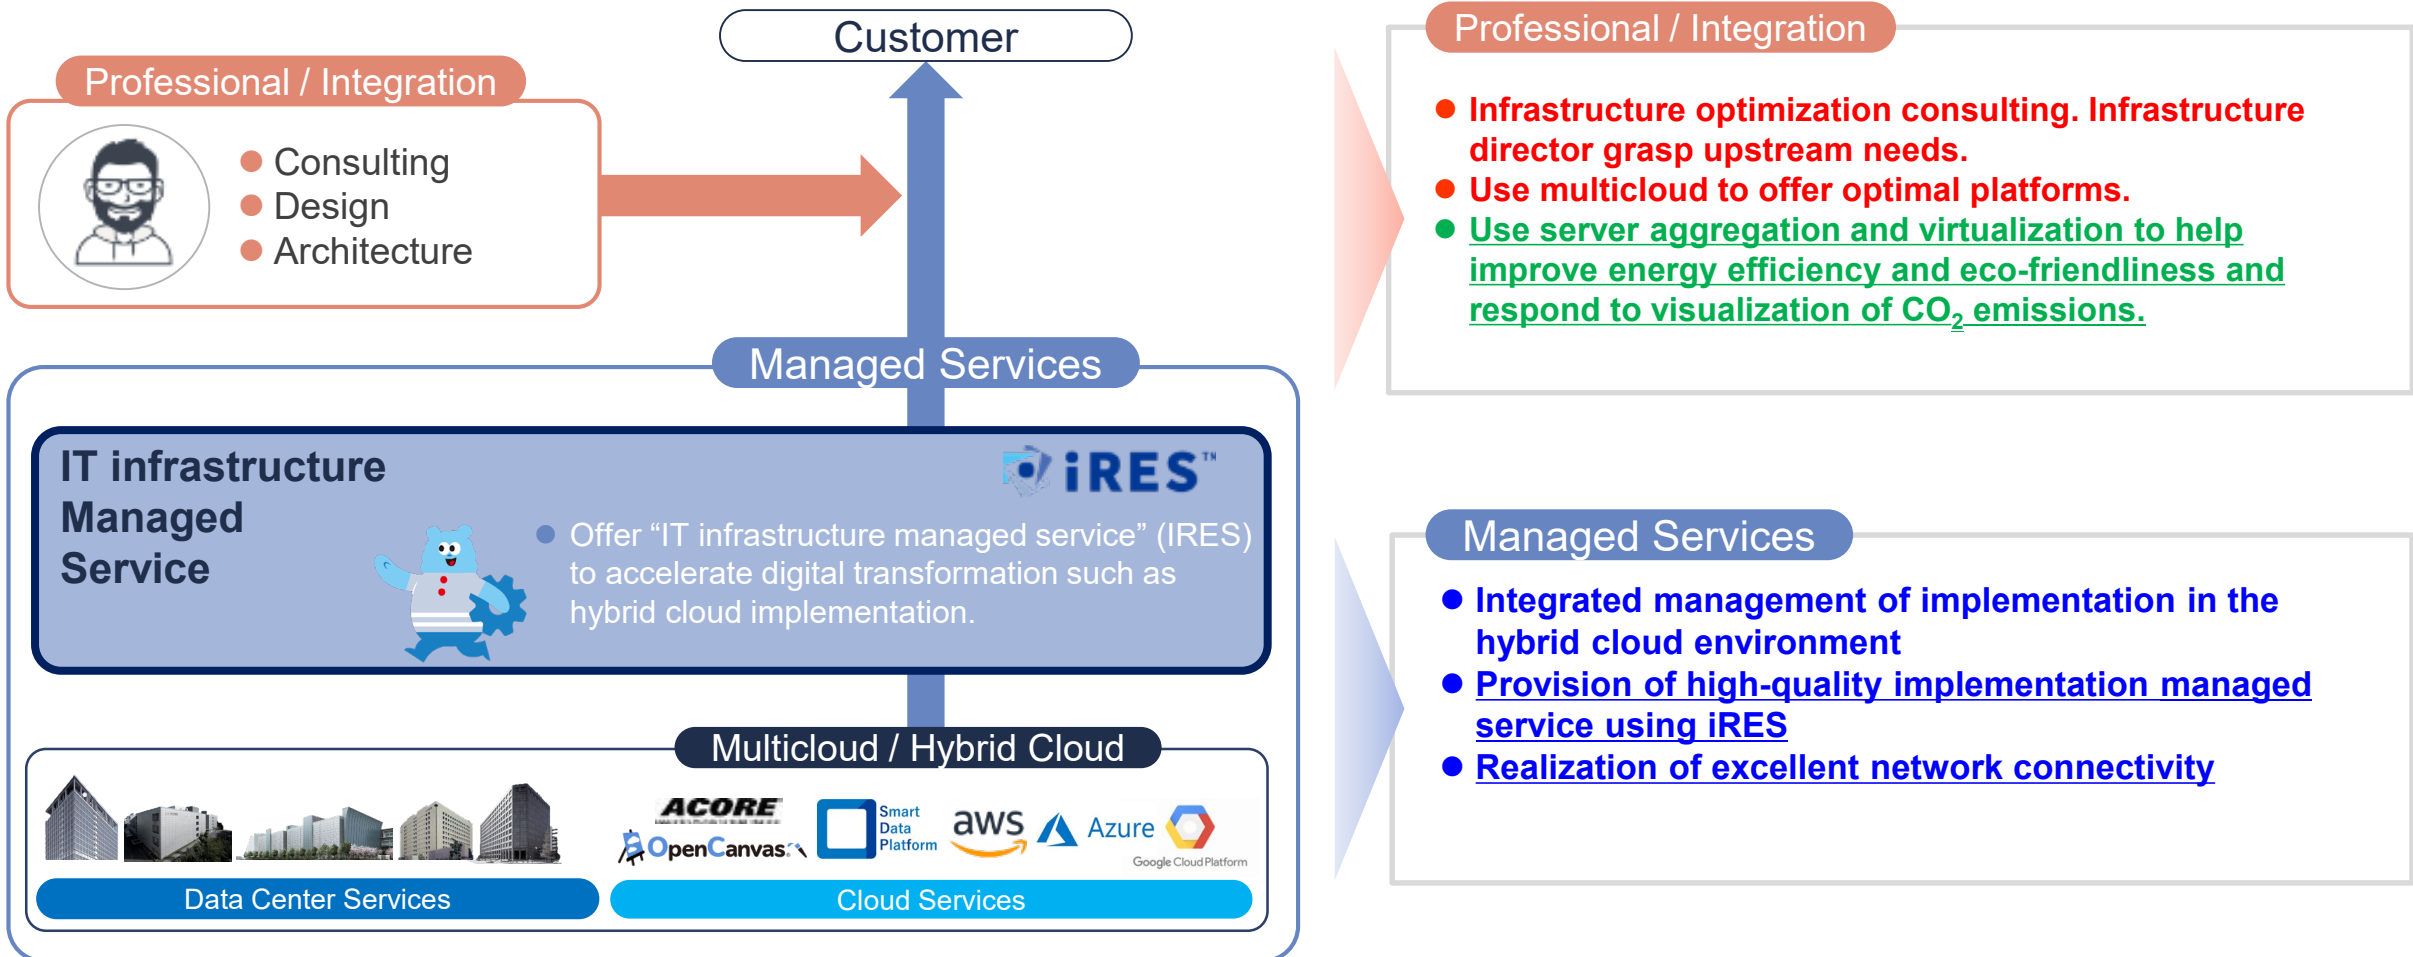 Customer
Professional / Integration
Consulting
Design
Architecture
Managed Services
IT infrastructure
Managed
Service
iRES™
Offer “IT infrastructure managed service” (IRES)
to accelerate digital transformation such as
hybrid cloud implementation.
Multicloud / Hybrid Cloud
ACORE
OpenCanvas
Smart
Data
Platform
aws
Azure
Google Cloud Platform
Data Center Services
Cloud Services
Professional / Integration
Infrastructure optimization consulting. Infrastructure
director grasp upstream needs.
Use multicloud to offer optimal platforms.
Use server aggregation and virtualization to help
improve energy efficiency and eco-friendliness and
respond to visualization of CO₂ emissions.
Managed Services
Integrated management of implementation in the
hybrid cloud environment
Provision of high-quality implementation managed
service using iRES
Realization of excellent network connectivity